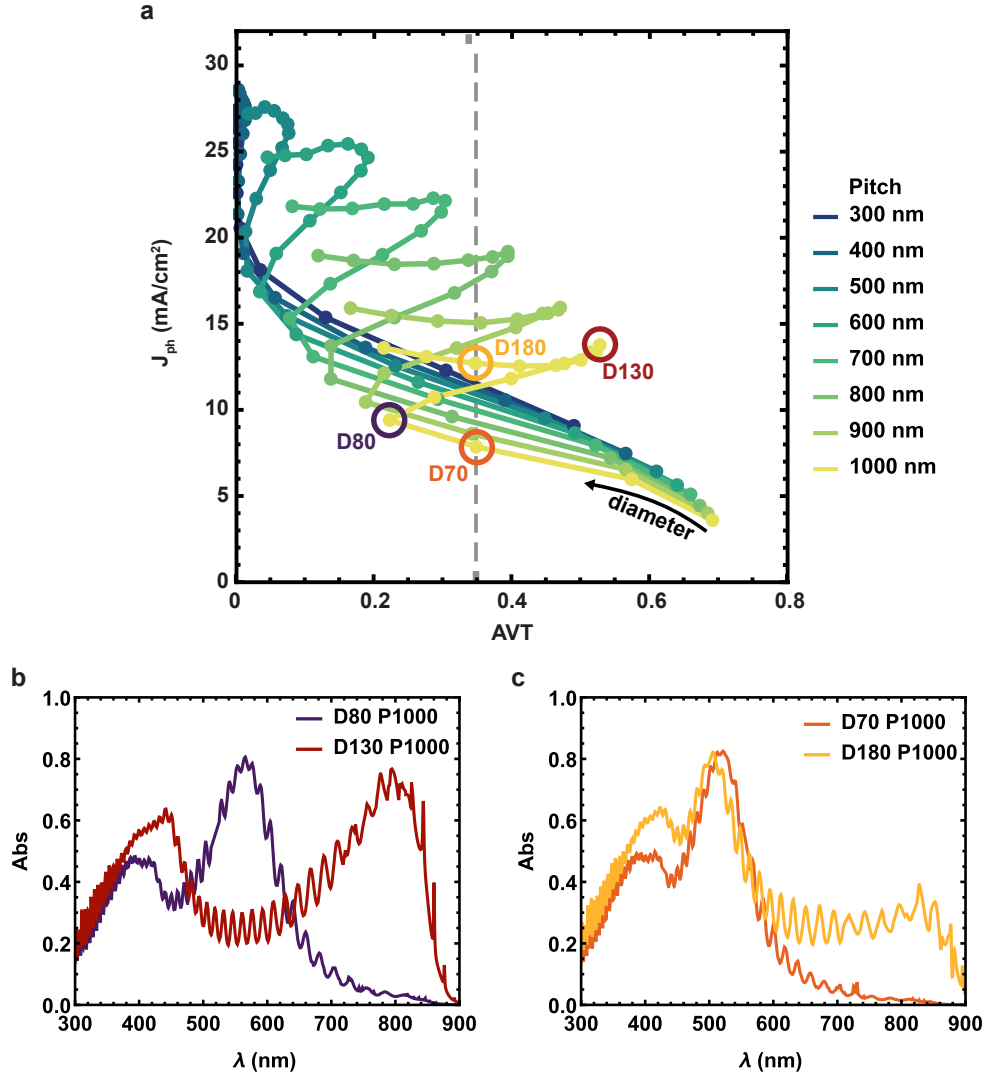 a
30
25
20
15
10
5
0
J_ph (mA/cm²)
0
0.2
0.4
0.6
0.8
AVT
D180
D130
D80
D70
diameter
Pitch
300 nm
400 nm
500 nm
600 nm
700 nm
800 nm
900 nm
1000 nm
b
1.0
0.8
0.6
0.4
0.2
0.0
Abs
300 400 500 600 700 800 900
λ (nm)
D80 P1000
D130 P1000
c
1.0
0.8
0.6
0.4
0.2
0.0
Abs
300 400 500 600 700 800 900
λ (nm)
D70 P1000
D180 P1000